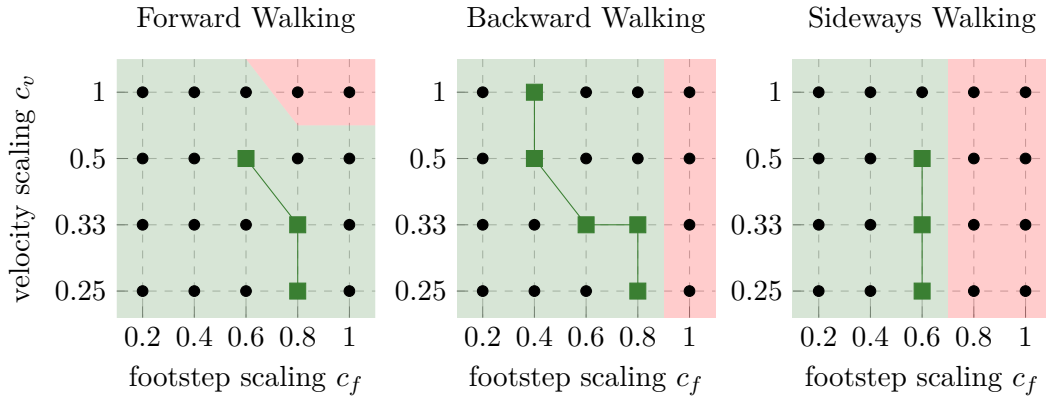 Forward Walking
Backward Walking
Sideways Walking
velocity scaling c_v
1
0.5
0.33
0.25
0.2 0.4 0.6 0.8 1
footstep scaling c_f
1
0.5
0.33
0.25
0.2 0.4 0.6 0.8 1
footstep scaling c_f
1
0.5
0.33
0.25
0.2 0.4 0.6 0.8 1
footstep scaling c_f